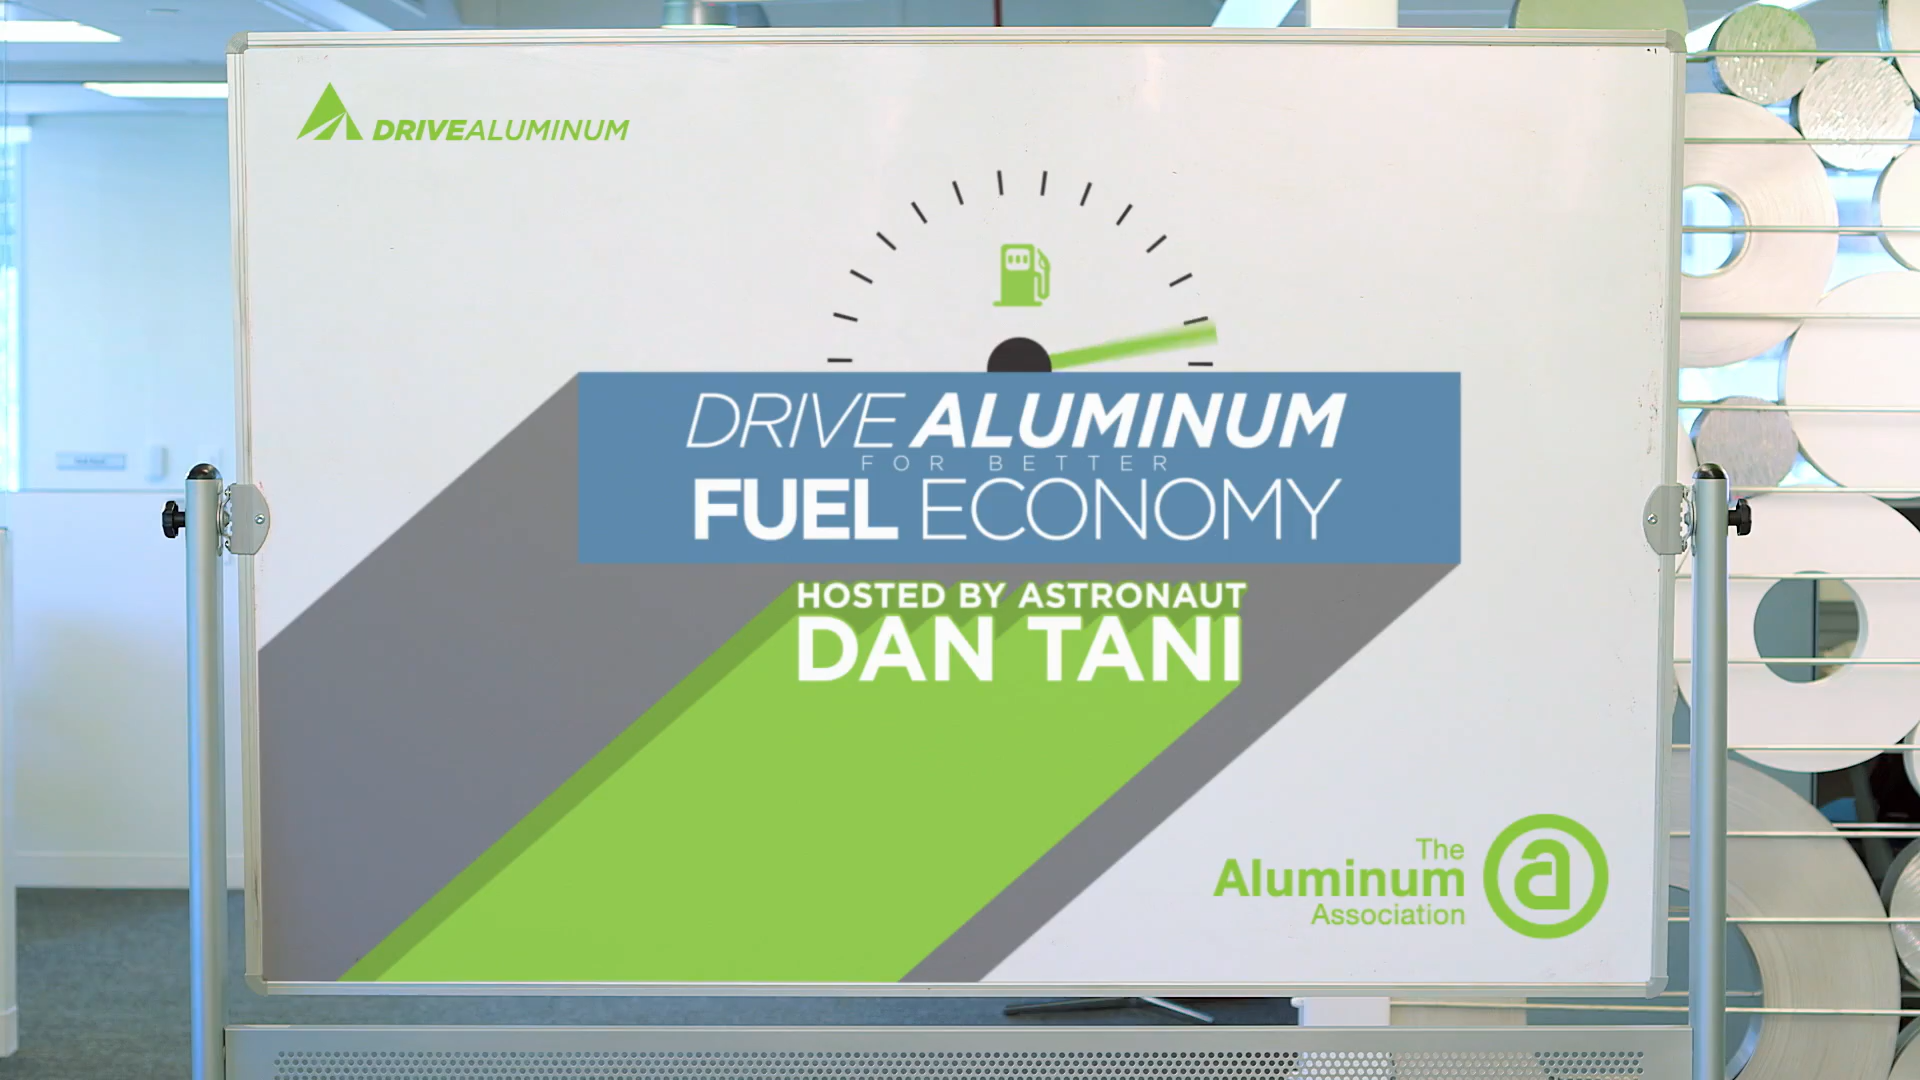 DRIVEALUMINUM
DRIVE ALUMINUM
FOR BETTER
FUEL ECONOMY
HOSTED BY ASTRONAUT
DAN TANI
The
Aluminum
Association
a